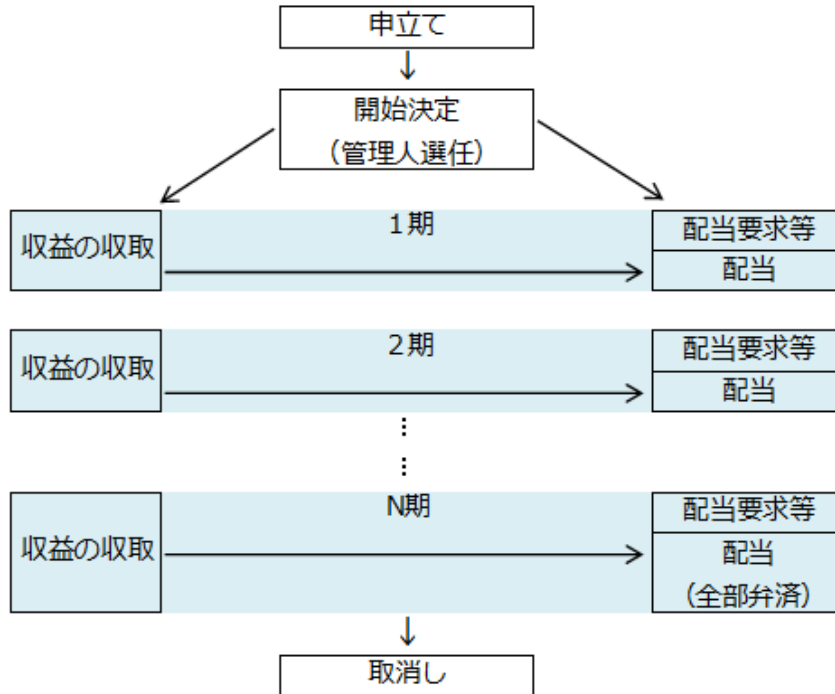 申立て
↓
開始決定
（管理人選任）
収益の収取
1期
配当要求等
配当
収益の収取
2期
配当要求等
配当
⋮
⋮
収益の収取
N期
配当要求等
配当
（全部弁済）
↓
取消し